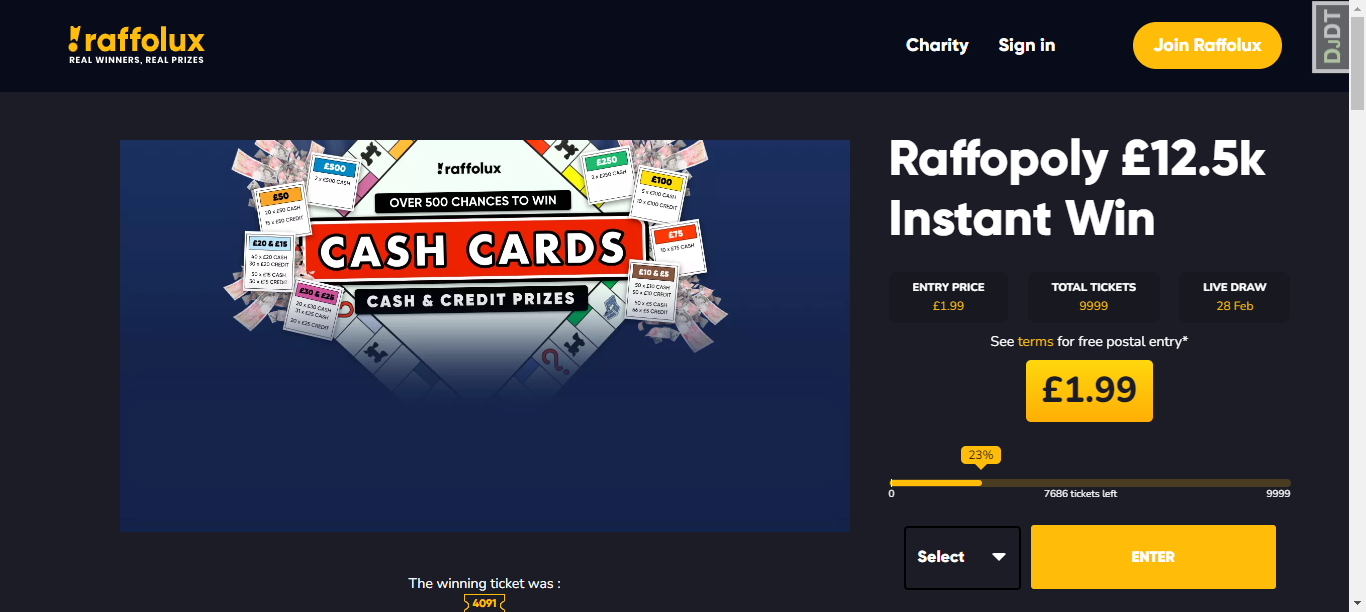 raffolux
REAL WINNERS, REAL PRIZES
Charity
Sign in
Join Raffolux
DJDT
raffolux
OVER 500 CHANCES TO WIN
CASH CARDS
CASH & CREDIT PRIZES
£500
2 x £500 CASH
£50
20 x £50 CASH
15 x £50 CREDIT
£20 & £15
40 x £20 CASH
30 x £20 CREDIT
50 x £15 CASH
30 x £15 CREDIT
£30 & £25
20 x £30 CASH
31 x £25 CASH
20 x £25 CREDIT
£250
2 x £250 CASH
£100
5 x £100 CASH
10 x £100 CREDIT
£75
10 x £75 CASH
£10 & £5
50 x £10 CASH
50 x £10 CREDIT
50 x £5 CASH
66 x £5 CREDIT
Raffopoly £12.5k
Instant Win
ENTRY PRICE
£1.99
TOTAL TICKETS
9999
LIVE DRAW
28 Feb
See terms for free postal entry*
£1.99
23%
0
7686 tickets left
9999
Select
ENTER
The winning ticket was :
4091